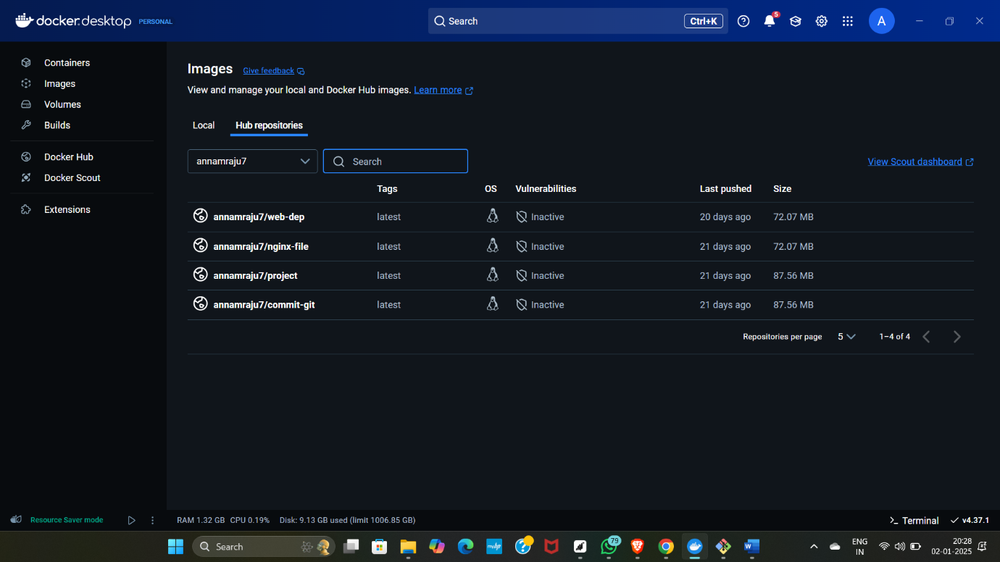 docker desktop PERSONAL
Search Ctrl+K
5
A
Containers
Images
Volumes
Builds
Docker Hub
Docker Scout
Extensions
Images Give feedback
View and manage your local and Docker Hub images. Learn more
Local Hub repositories
annamraju7 Search View Scout dashboard
Tags OS Vulnerabilities Last pushed Size
annamraju7/web-dep latest Inactive 20 days ago 72.07 MB
annamraju7/nginx-file latest Inactive 21 days ago 72.07 MB
annamraju7/project latest Inactive 21 days ago 87.56 MB
annamraju7/commit-git latest Inactive 21 days ago 87.56 MB
Repositories per page 5 1–4 of 4
Resource Saver mode RAM 1.32 GB CPU 0.19% Disk: 9.13 GB used (limit 1006.85 GB) Terminal v4.37.1
Search
myhp
79
W
ENG
IN
20:28
02-01-2025